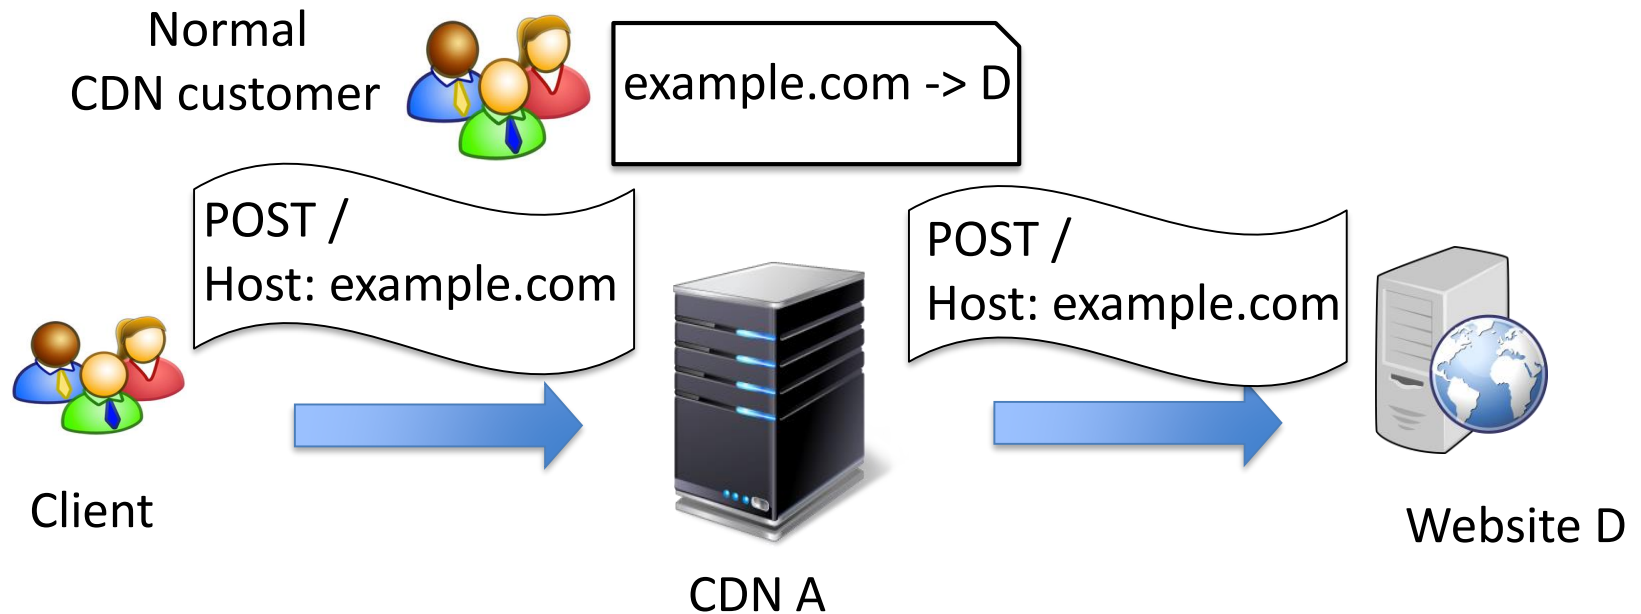 Normal
CDN customer
example.com -> D
POST /
Host: example.com
POST /
Host: example.com
Client
CDN A
Website D